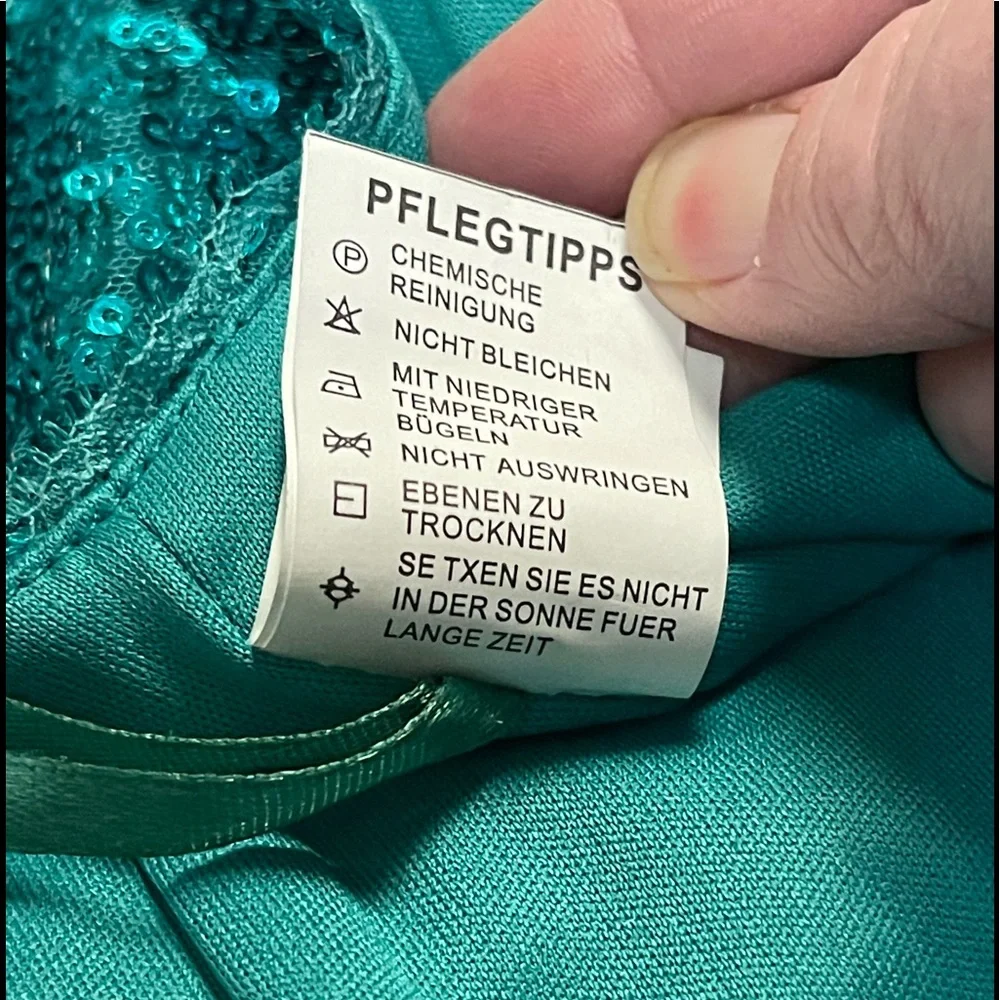 PFLEGTIPPS
CHEMISCHE
REINIGUNG
NICHT BLEICHEN
MIT NIEDRIGER
TEMPERATUR
BÜGELN
NICHT AUSWRINGEN
EBENEN ZU
TROCKNEN
SE TXEN SIE ES NICHT
IN DER SONNE FUER
LANGE ZEIT